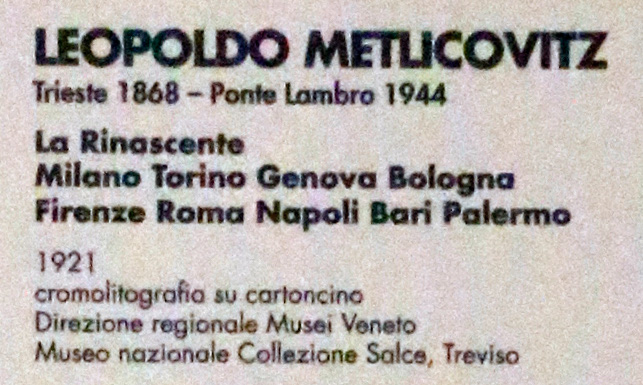 LEOPOLDO METLICOVITZ
Trieste 1868 – Ponte Lambro 1944
La Rinascente
Milano Torino Genova Bologna
Firenze Roma Napoli Bari Palermo
1921
cromolitografia su cartoncino
Direzione regionale Musei Veneto
Museo nazionale Collezione Salce, Treviso